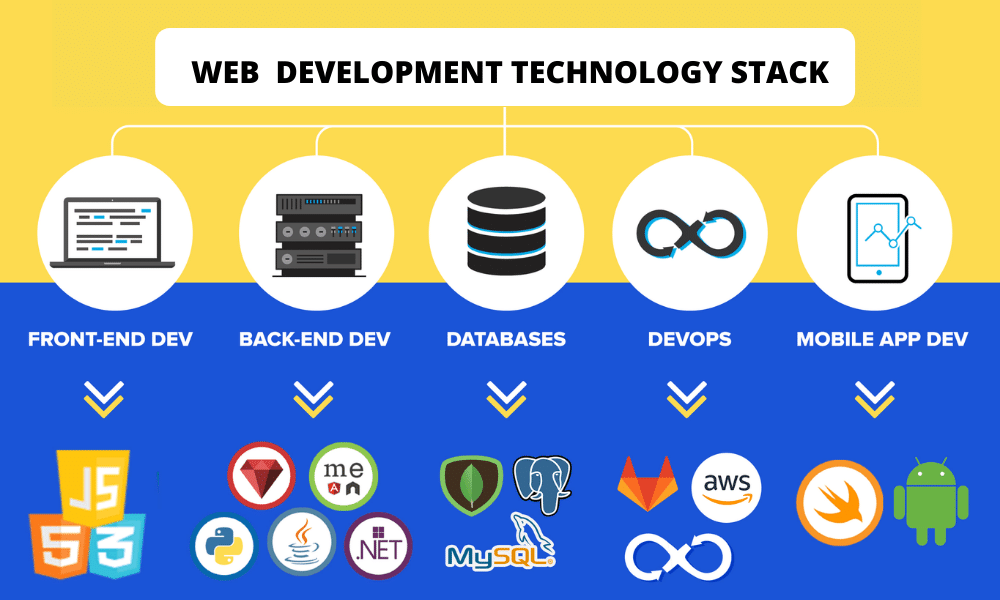 WEB DEVELOPMENT TECHNOLOGY STACK
FRONT-END DEV
BACK-END DEV
DATABASES
DEVOPS
MOBILE APP DEV
JS
5
3
me
A n
.NET
MySQL®
aws